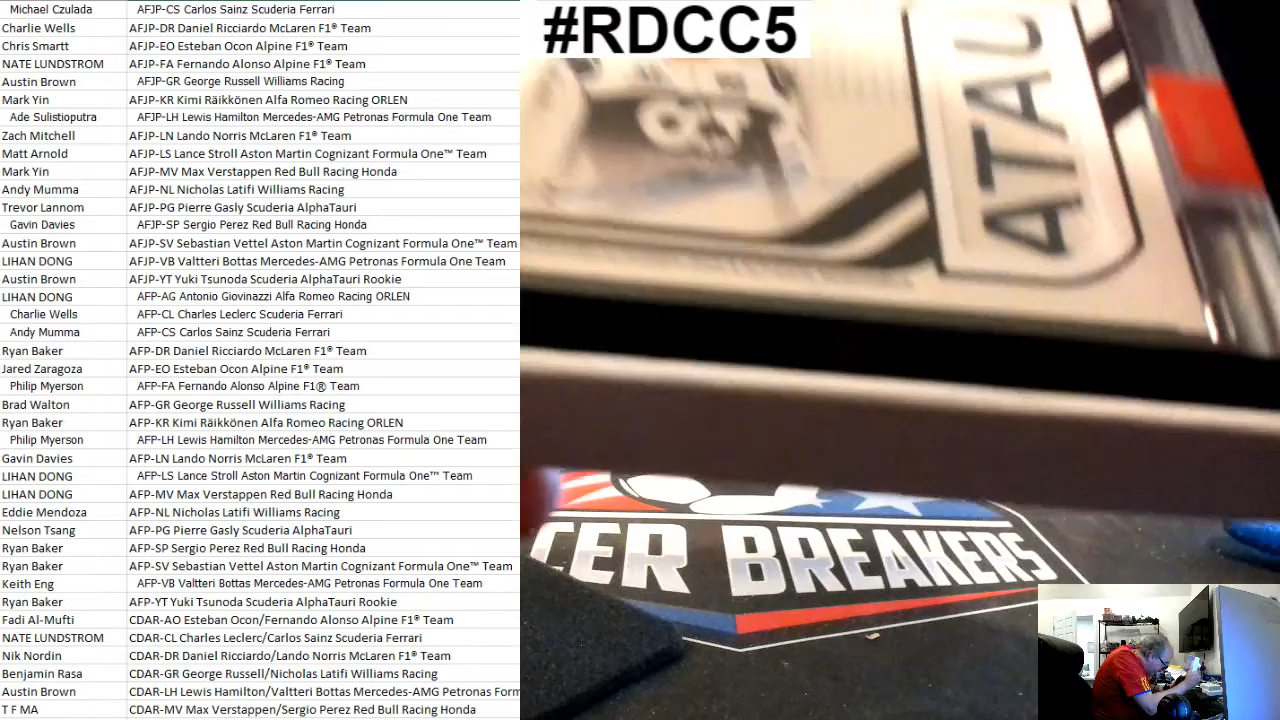 Michael Czulada AFJP-CS Carlos Sainz Scuderia Ferrari
Charlie Wells AFJP-DR Daniel Ricciardo McLaren F1® Team
Chris Smartt AFJP-EO Esteban Ocon Alpine F1® Team
NATE LUNDSTROM AFJP-FA Fernando Alonso Alpine F1® Team
Austin Brown AFJP-GR George Russell Williams Racing
Mark Yin AFJP-KR Kimi Räikkönen Alfa Romeo Racing ORLEN
Ade Sulistioputra AFJP-LH Lewis Hamilton Mercedes-AMG Petronas Formula One Team
Zach Mitchell AFJP-LN Lando Norris McLaren F1® Team
Matt Arnold AFJP-LS Lance Stroll Aston Martin Cognizant Formula One™ Team
Mark Yin AFJP-MV Max Verstappen Red Bull Racing Honda
Andy Mumma AFJP-NL Nicholas Latifi Williams Racing
Trevor Lannom AFJP-PG Pierre Gasly Scuderia AlphaTauri
Gavin Davies AFJP-SP Sergio Perez Red Bull Racing Honda
Austin Brown AFJP-SV Sebastian Vettel Aston Martin Cognizant Formula One™ Team
LIHAN DONG AFJP-VB Valtteri Bottas Mercedes-AMG Petronas Formula One Team
Austin Brown AFJP-YT Yuki Tsunoda Scuderia AlphaTauri Rookie
LIHAN DONG AFP-AG Antonio Giovinazzi Alfa Romeo Racing ORLEN
Charlie Wells AFP-CL Charles Leclerc Scuderia Ferrari
Andy Mumma AFP-CS Carlos Sainz Scuderia Ferrari
Ryan Baker AFP-DR Daniel Ricciardo McLaren F1® Team
Jared Zaragoza AFP-EO Esteban Ocon Alpine F1® Team
Philip Myerson AFP-FA Fernando Alonso Alpine F1® Team
Brad Walton AFP-GR George Russell Williams Racing
Ryan Baker AFP-KR Kimi Räikkönen Alfa Romeo Racing ORLEN
Philip Myerson AFP-LH Lewis Hamilton Mercedes-AMG Petronas Formula One Team
Gavin Davies AFP-LN Lando Norris McLaren F1® Team
LIHAN DONG AFP-LS Lance Stroll Aston Martin Cognizant Formula One™ Team
LIHAN DONG AFP-MV Max Verstappen Red Bull Racing Honda
Eddie Mendoza AFP-NL Nicholas Latifi Williams Racing
Nelson Tsang AFP-PG Pierre Gasly Scuderia AlphaTauri
Ryan Baker AFP-SP Sergio Perez Red Bull Racing Honda
Ryan Baker AFP-SV Sebastian Vettel Aston Martin Cognizant Formula One™ Team
Keith Eng AFP-VB Valtteri Bottas Mercedes-AMG Petronas Formula One Team
Ryan Baker AFP-YT Yuki Tsunoda Scuderia AlphaTauri Rookie
Fadi Al-Mufti CDAR-AO Esteban Ocon/Fernando Alonso Alpine F1® Team
NATE LUNDSTROM CDAR-CL Charles Leclerc/Carlos Sainz Scuderia Ferrari
Nik Nordin CDAR-DR Daniel Ricciardo/Lando Norris McLaren F1® Team
Benjamin Rasa CDAR-GR George Russell/Nicholas Latifi Williams Racing
Austin Brown CDAR-LH Lewis Hamilton/Valtteri Bottas Mercedes-AMG Petronas Form
T F MA CDAR-MV Max Verstappen/Sergio Perez Red Bull Racing Honda
#RDCC5
ATAU
CER BREAKERS